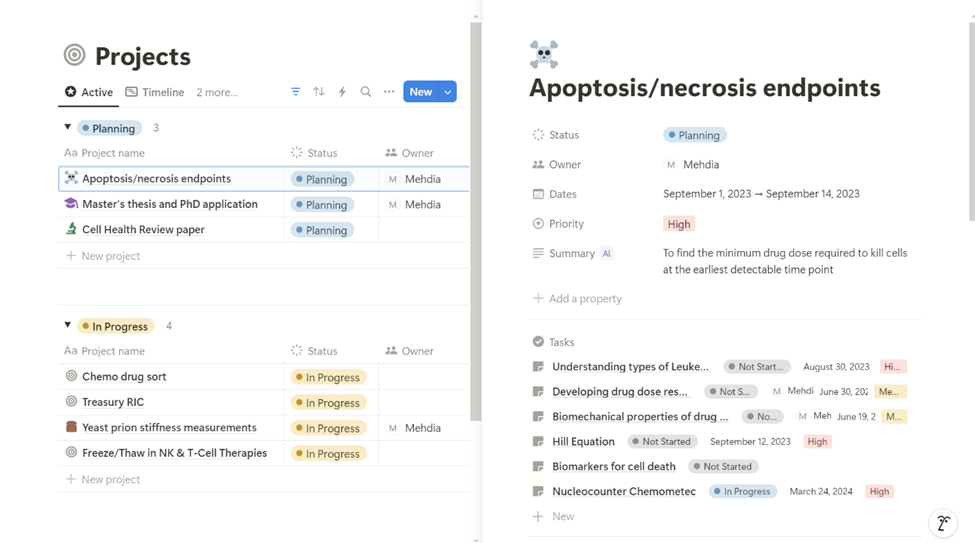 Projects
Active Timeline 2 more... New
Planning 3
Aa Project name Status Owner
Apoptosis/necrosis endpoints Planning M Mehdia
Master's thesis and PhD application Planning M Mehdia
Cell Health Review paper Planning
New project
In Progress 4
Aa Project name Status Owner
Chemo drug sort In Progress
Treasury RIC In Progress
Yeast prion stiffness measurements In Progress M Mehdia
Freeze/Thaw in NK & T-Cell Therapies In Progress
New project
Apoptosis/necrosis endpoints
Status Planning
Owner M Mehdia
Dates September 1, 2023 → September 14, 2023
Priority High
Summary AI To find the minimum drug dose required to kill cells
at the earliest detectable time point
Add a property
Tasks
Understanding types of Leuke... Not Start... August 30, 2023 Hi...
Developing drug dose res... Not S... M Mehdi June 30, 202 Me...
Biomechanical properties of drug ... No... M Meh June 19, 2 M...
Hill Equation Not Started September 12, 2023 High
Biomarkers for cell death Not Started
Nucleocounter Chemometec In Progress March 24, 2024 High
New